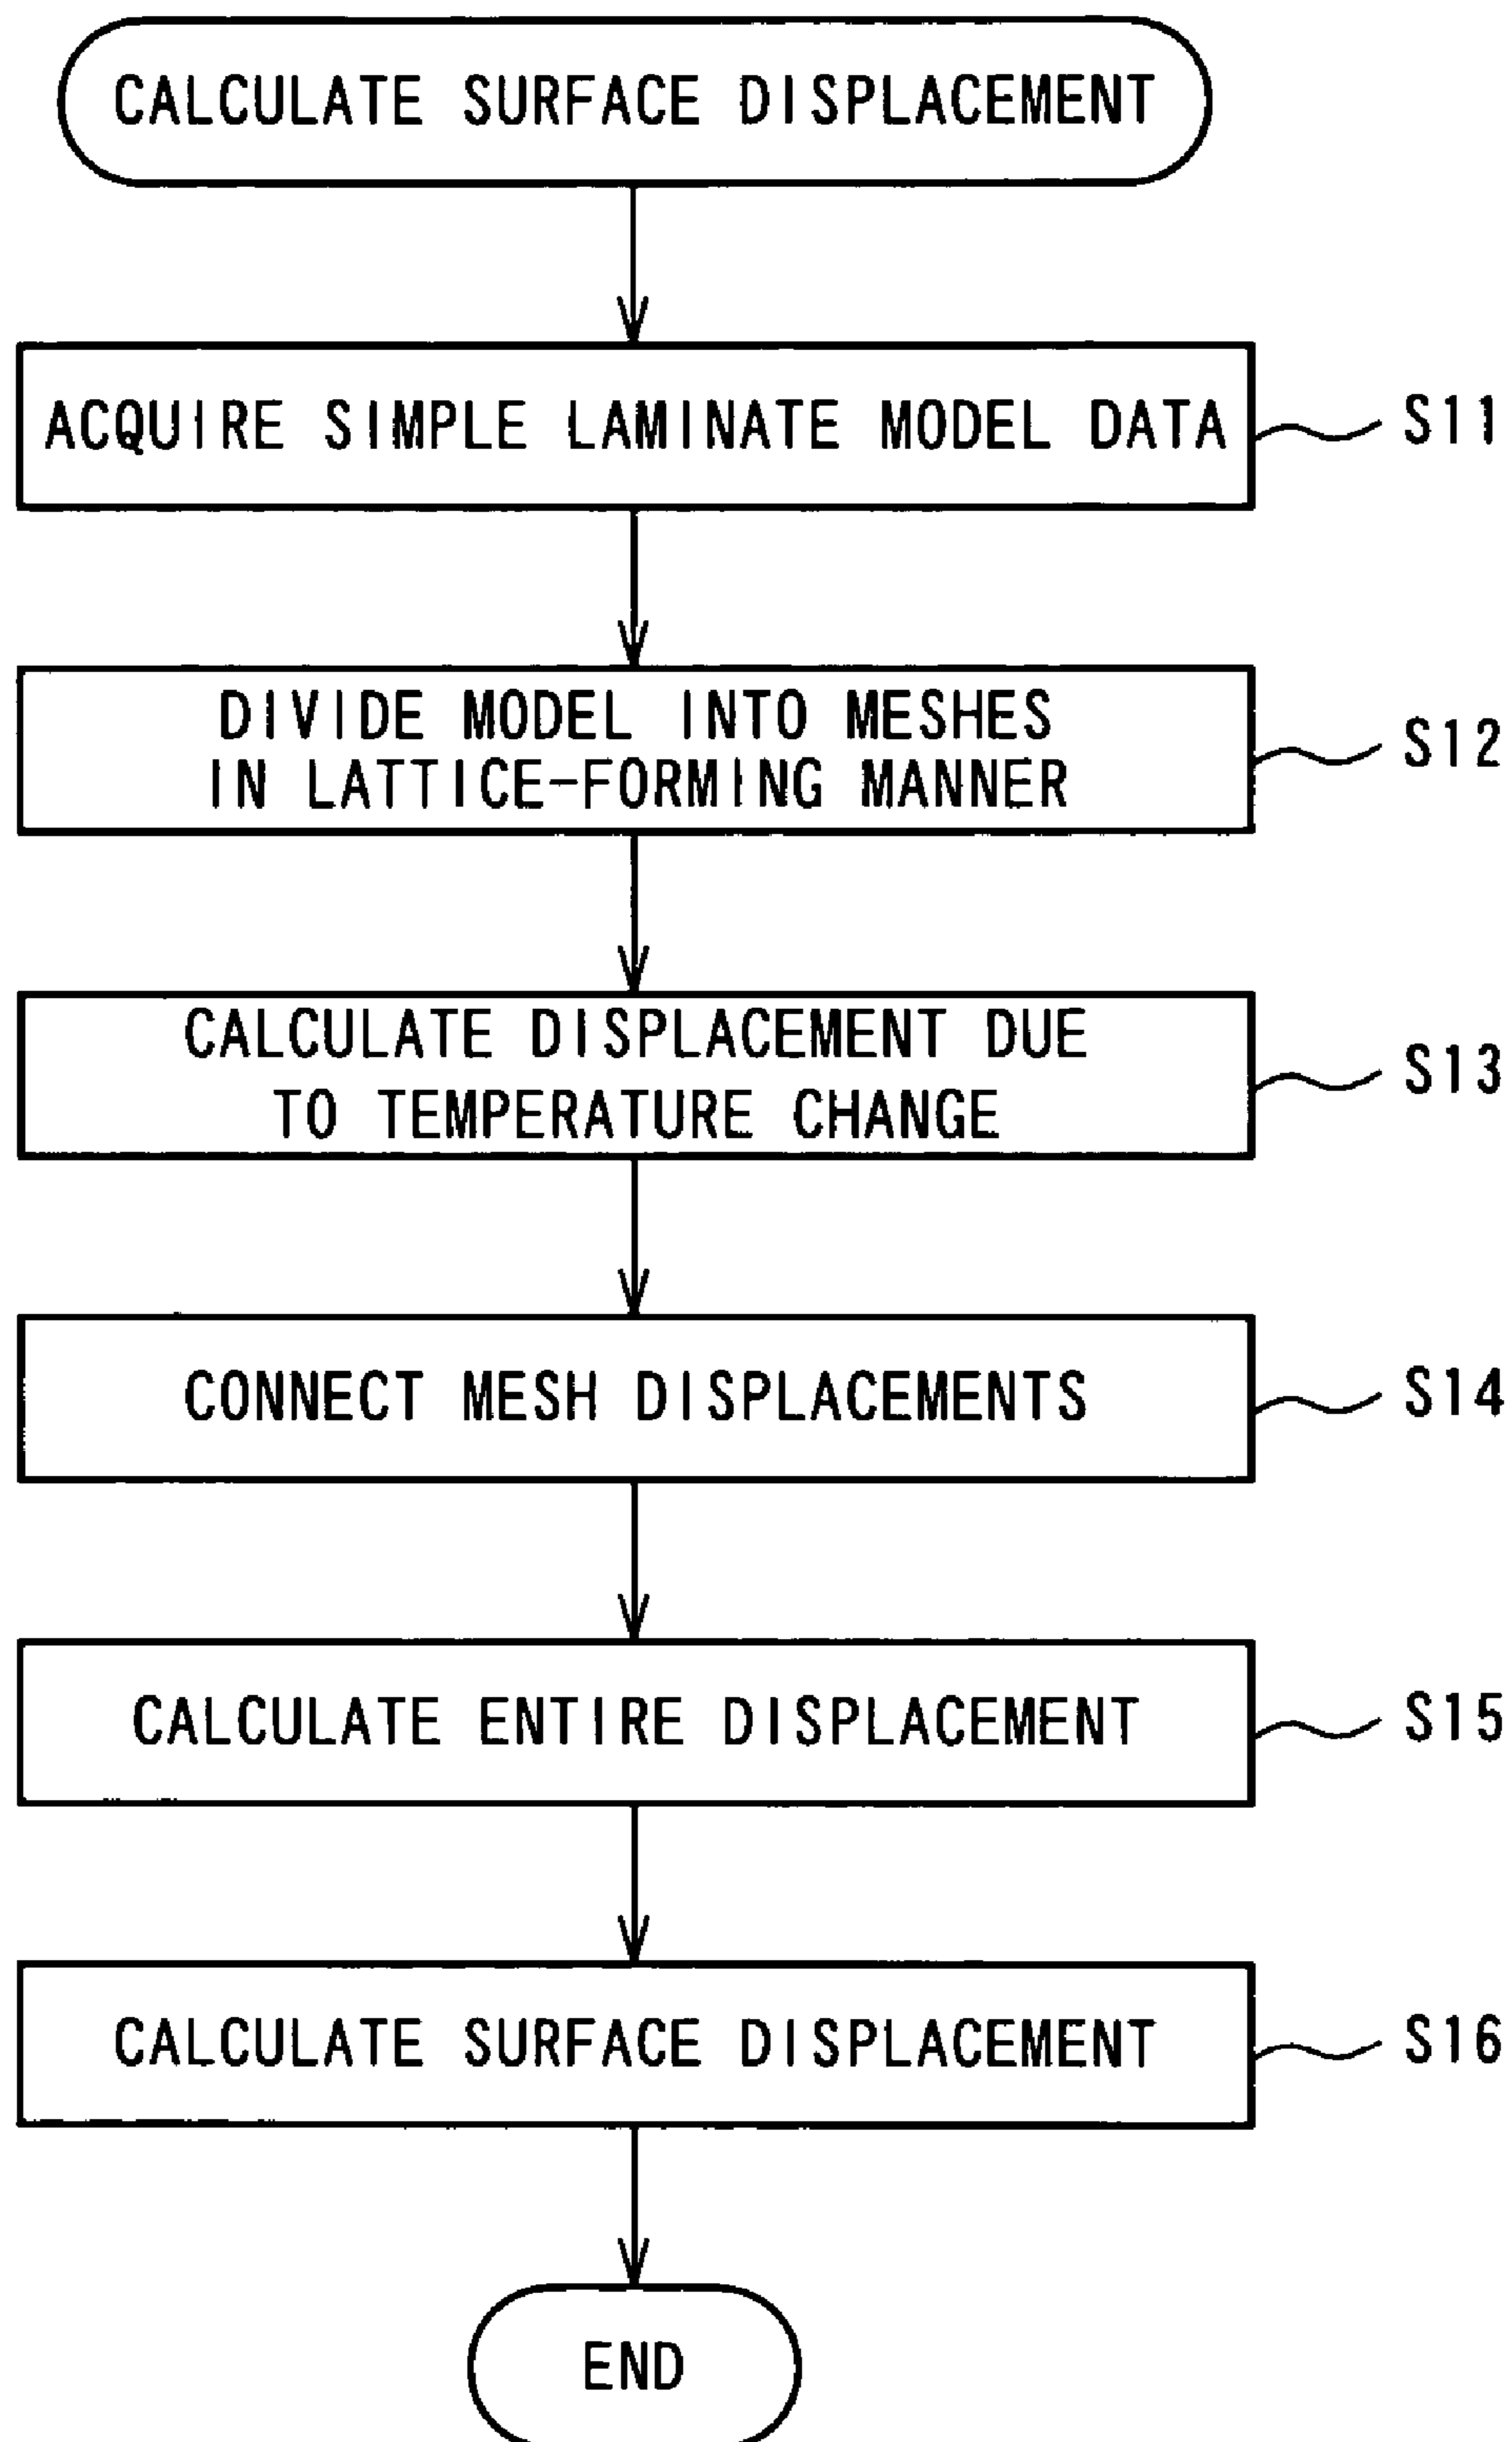 CALCULATE SURFACE DISPLACEMENT
ACQUIRE SIMPLE LAMINATE MODEL DATA
S11
DIVIDE MODEL INTO MESHES
IN LATTICE-FORMING MANNER
S12
CALCULATE DISPLACEMENT DUE
TO TEMPERATURE CHANGE
S13
CONNECT MESH DISPLACEMENTS
S14
CALCULATE ENTIRE DISPLACEMENT
S15
CALCULATE SURFACE DISPLACEMENT
S16
END